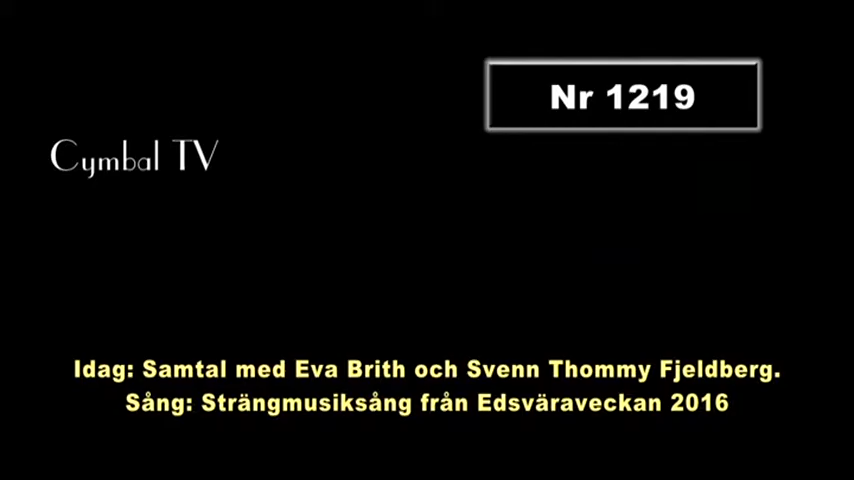 Nr 1219
Cymbal TV
Idag: Samtal med Eva Brith och Svenn Thommy Fjeldberg.
Sång: Strängmusiksång från Edsväraveckan 2016